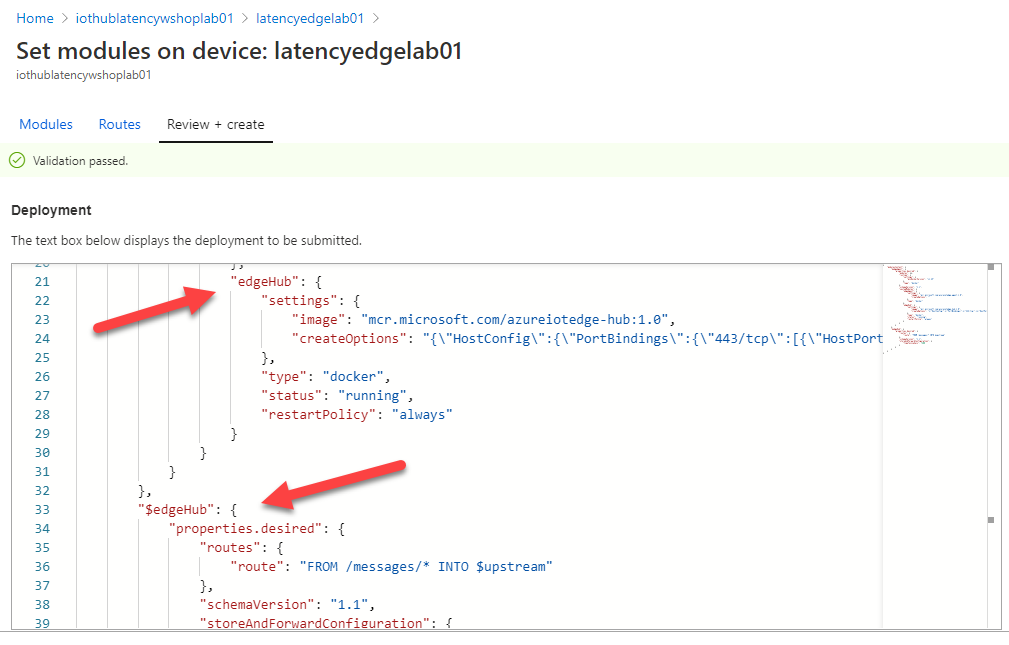 Home > iothublatencywshoplab01 > latencyedgelab01 >
Set modules on device: latencyedgelab01
iothublatencywshoplab01
Modules Routes Review + create
Validation passed.
Deployment
The text box below displays the deployment to be submitted.
20 },
21 "edgeHub": {
22 "settings": {
23 "image": "mcr.microsoft.com/azureiotedge-hub:1.0",
24 "createOptions": "{\"HostConfig\":{\"PortBindings\":{\"443/tcp\":[{\"HostPort
25 },
26 "type": "docker",
27 "status": "running",
28 "restartPolicy": "always"
29 }
30 }
31 }
32 },
33 "$edgeHub": {
34 "properties.desired": {
35 "routes": {
36 "route": "FROM /messages/* INTO $upstream"
37 },
38 "schemaVersion": "1.1",
39 "storeAndForwardConfiguration": {